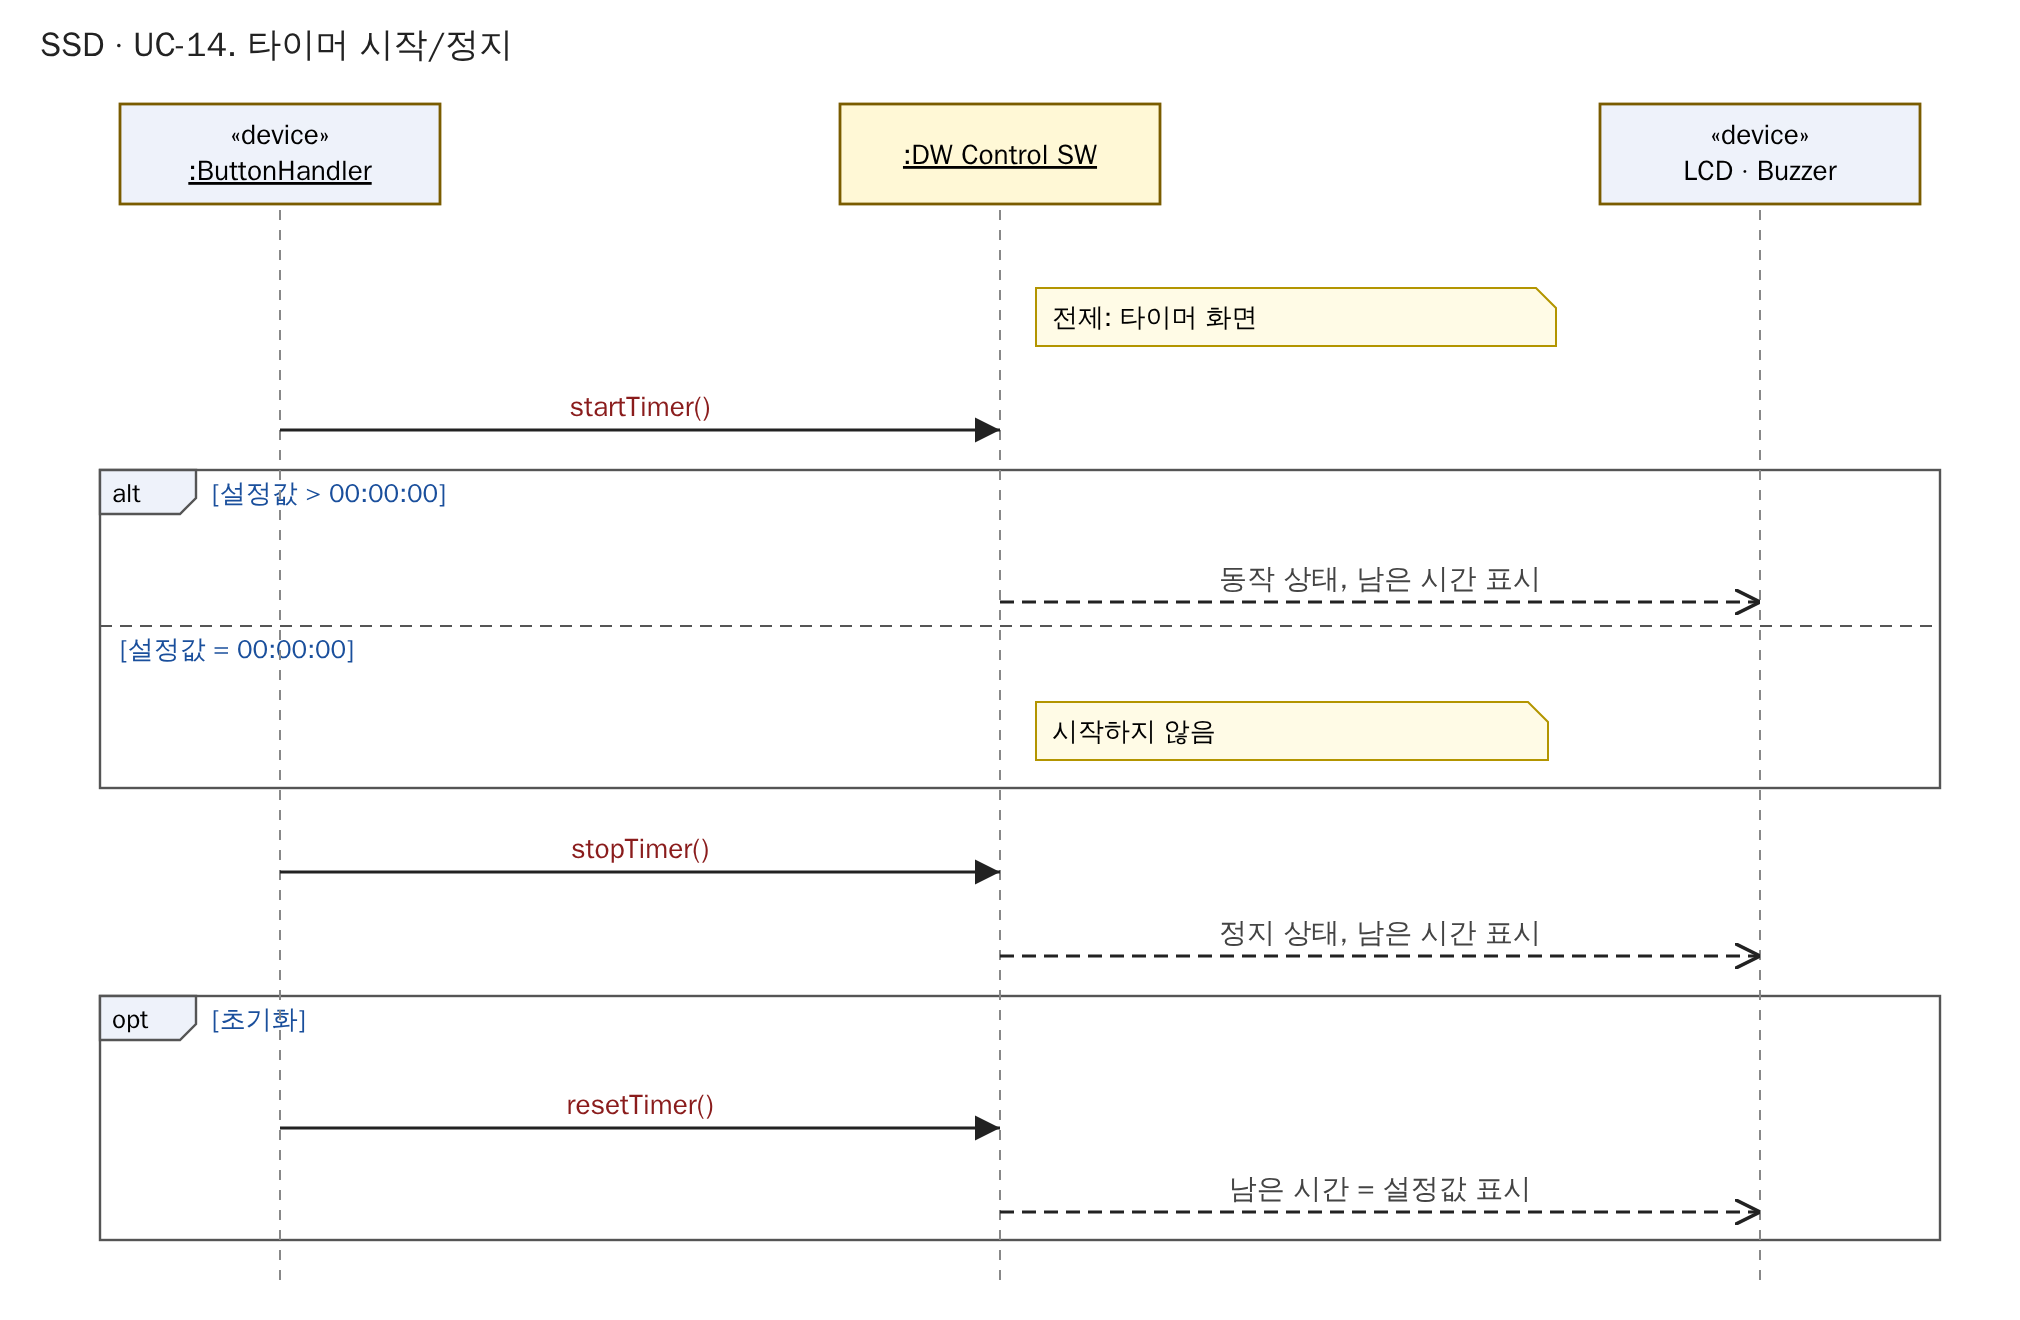 SSD · UC-14. 타이머 시작/정지
«device»
:ButtonHandler
:DW Control SW
«device»
LCD · Buzzer
전제: 타이머 화면
startTimer()
alt
[설정값 > 00:00:00]
동작 상태, 남은 시간 표시
[설정값 = 00:00:00]
시작하지 않음
stopTimer()
정지 상태, 남은 시간 표시
opt
[초기화]
resetTimer()
남은 시간 = 설정값 표시